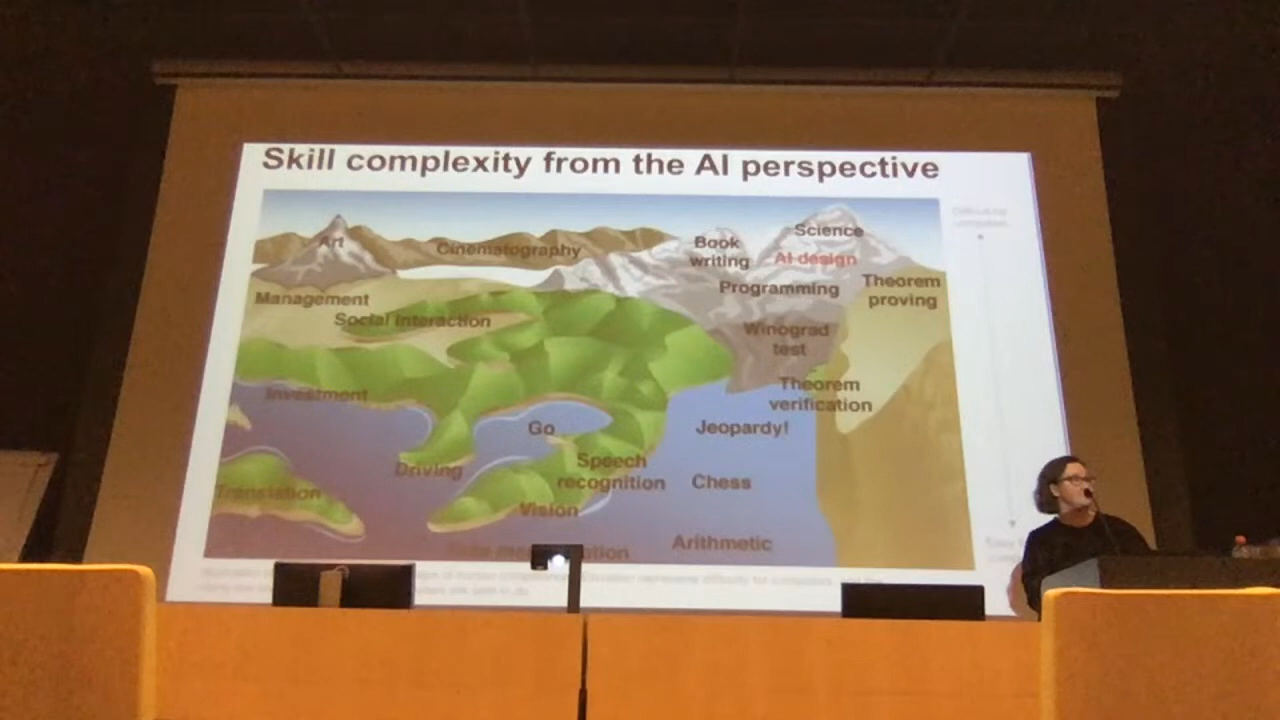 Skill complexity from the AI perspective
Art
Cinematography
Book
writing
Science
AI design
Programming
Theorem
proving
Management
Social interaction
Winograd
test
Theorem
verification
Investment
Go
Jeopardy!
Driving
Speech
recognition
Chess
Translation
Vision
Arithmetic